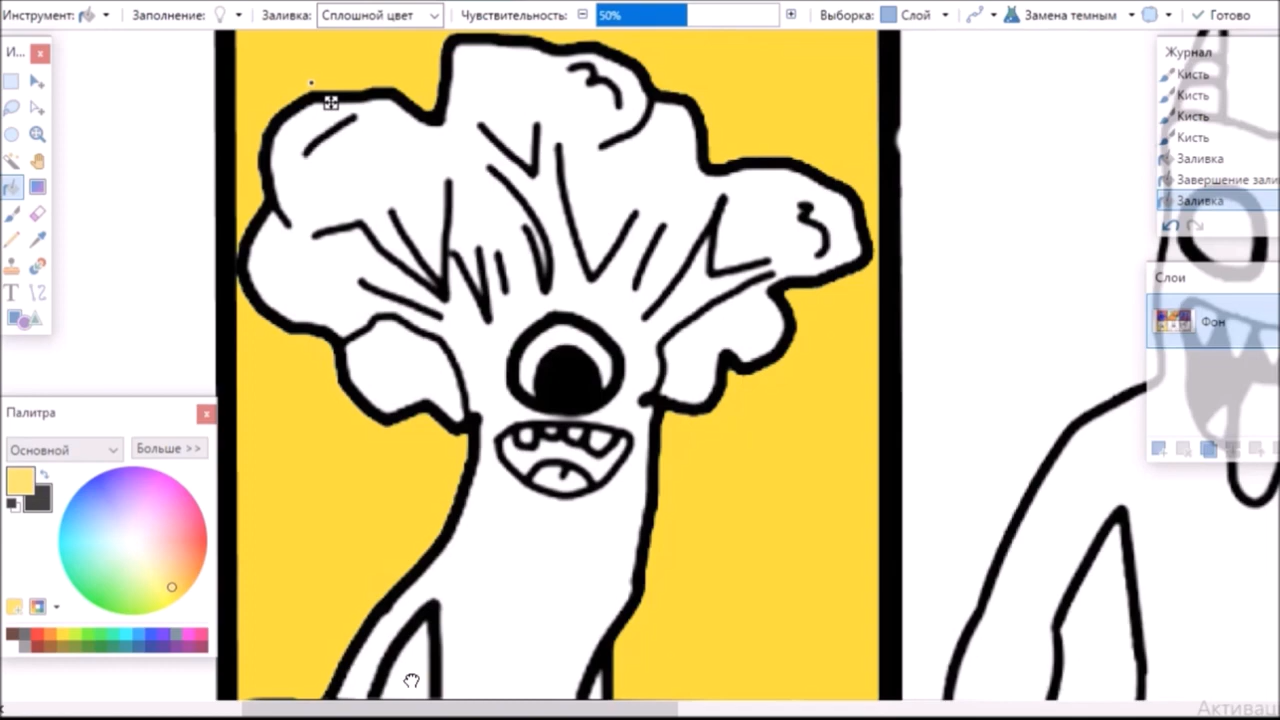 Инструмент: Заполнение: Заливка: Сплошной цвет Чувствительность: 50% Выборка: Слой Замена темным Готово
И...
Журнал
Кисть
Кисть
Кисть
Кисть
Заливка
Завершение зали
Заливка
Слои
Фон
Палитра
Основной Больше >>
Активац